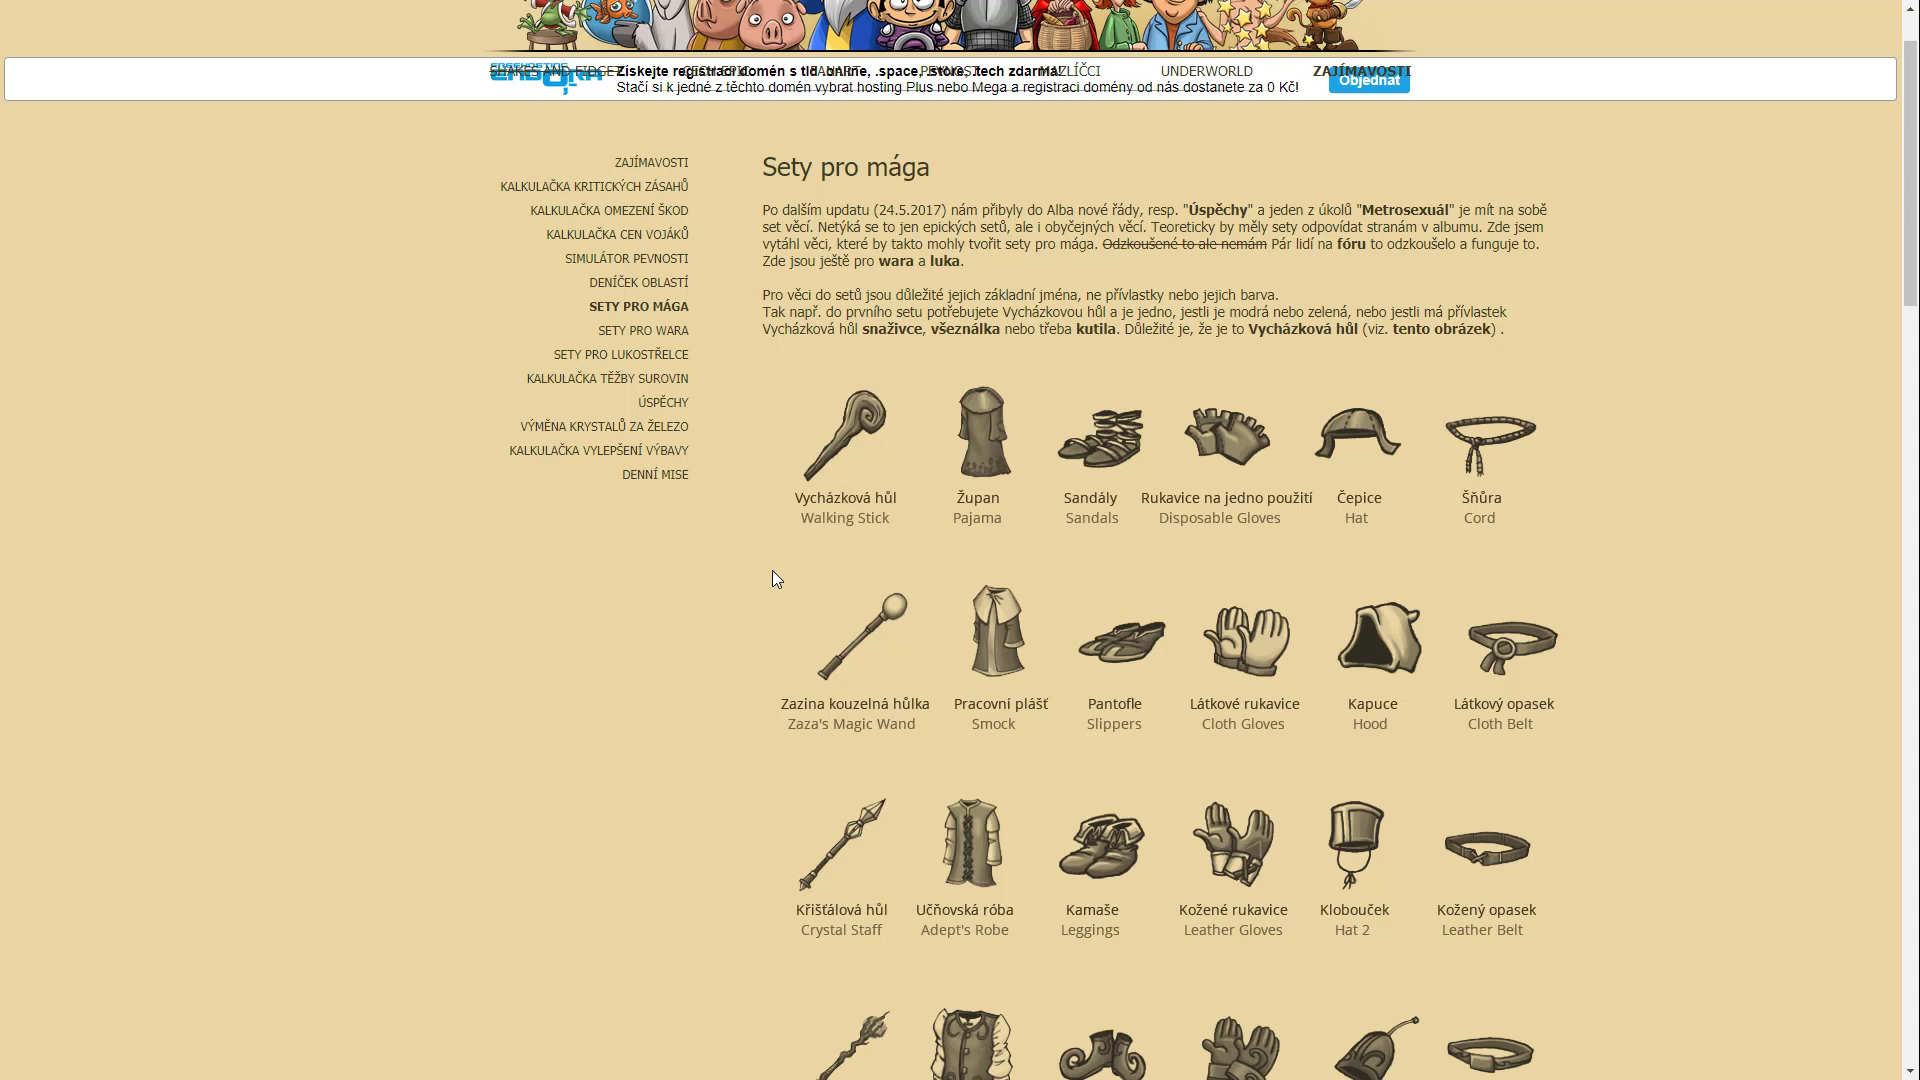 SHAKES AND FIDGET
PEVNOST
MAZLÍČCI
UNDERWORLD
ZAJÍMAVOSTI
ENDORA
Získejte registraci domén s tld .online, .space, .store, .tech zdarma!
Stačí si k jedné z těchto domén vybrat hosting Plus nebo Mega a registraci domény od nás dostanete za 0 Kč!
Objednat
ZAJÍMAVOSTI
KALKULAČKA KRITICKÝCH ZÁSAHŮ
KALKULAČKA OMEZENÍ ŠKOD
KALKULAČKA CEN VOJÁKŮ
SIMULÁTOR PEVNOSTI
DENÍČEK OBLASTÍ
SETY PRO MÁGA
SETY PRO WARA
SETY PRO LUKOSTŘELCE
KALKULAČKA TĚŽBY SUROVIN
ÚSPĚCHY
VÝMĚNA KRYSTALŮ ZA ŽELEZO
KALKULAČKA VYLEPŠENÍ VÝBAVY
DENNÍ MISE
Sety pro mága
Po dalším updatu (24.5.2017) nám přibyly do Alba nové řády, resp. "Úspěchy" a jeden z úkolů "Metrosexuál" je mít na sobě
set věcí. Netýká se to jen epických setů, ale i obyčejných věcí. Teoreticky by měly sety odpovídat stranám v albumu. Zde jsem
vytáhl věci, které by takto mohly tvořit sety pro mága. Odzkoušené to ale nemám Pár lidí na fóru to odzkoušelo a funguje to.
Zde jsou ještě pro wara a luka.
Pro věci do setů jsou důležité jejich základní jména, ne přívlastky nebo jejich barva.
Tak např. do prvního setu potřebujete Vycházkovou hůl a je jedno, jestli je modrá nebo zelená, nebo jestli má přívlastek
Vycházková hůl snaživce, všeználka nebo třeba kutila. Důležité je, že je to Vycházková hůl (viz. tento obrázek) .
Vycházková hůl Župan Sandály Rukavice na jedno použití Čepice Šňůra
Walking Stick Pajama Sandals Disposable Gloves Hat Cord
Zazina kouzelná hůlka Pracovní plášť Pantofle Látkové rukavice Kapuce Látkový opasek
Zaza's Magic Wand Smock Slippers Cloth Gloves Hood Cloth Belt
Křišťálová hůl Učňovská róba Kamaše Kožené rukavice Klobouček Kožený opasek
Crystal Staff Adept's Robe Leggings Leather Gloves Hat 2 Leather Belt